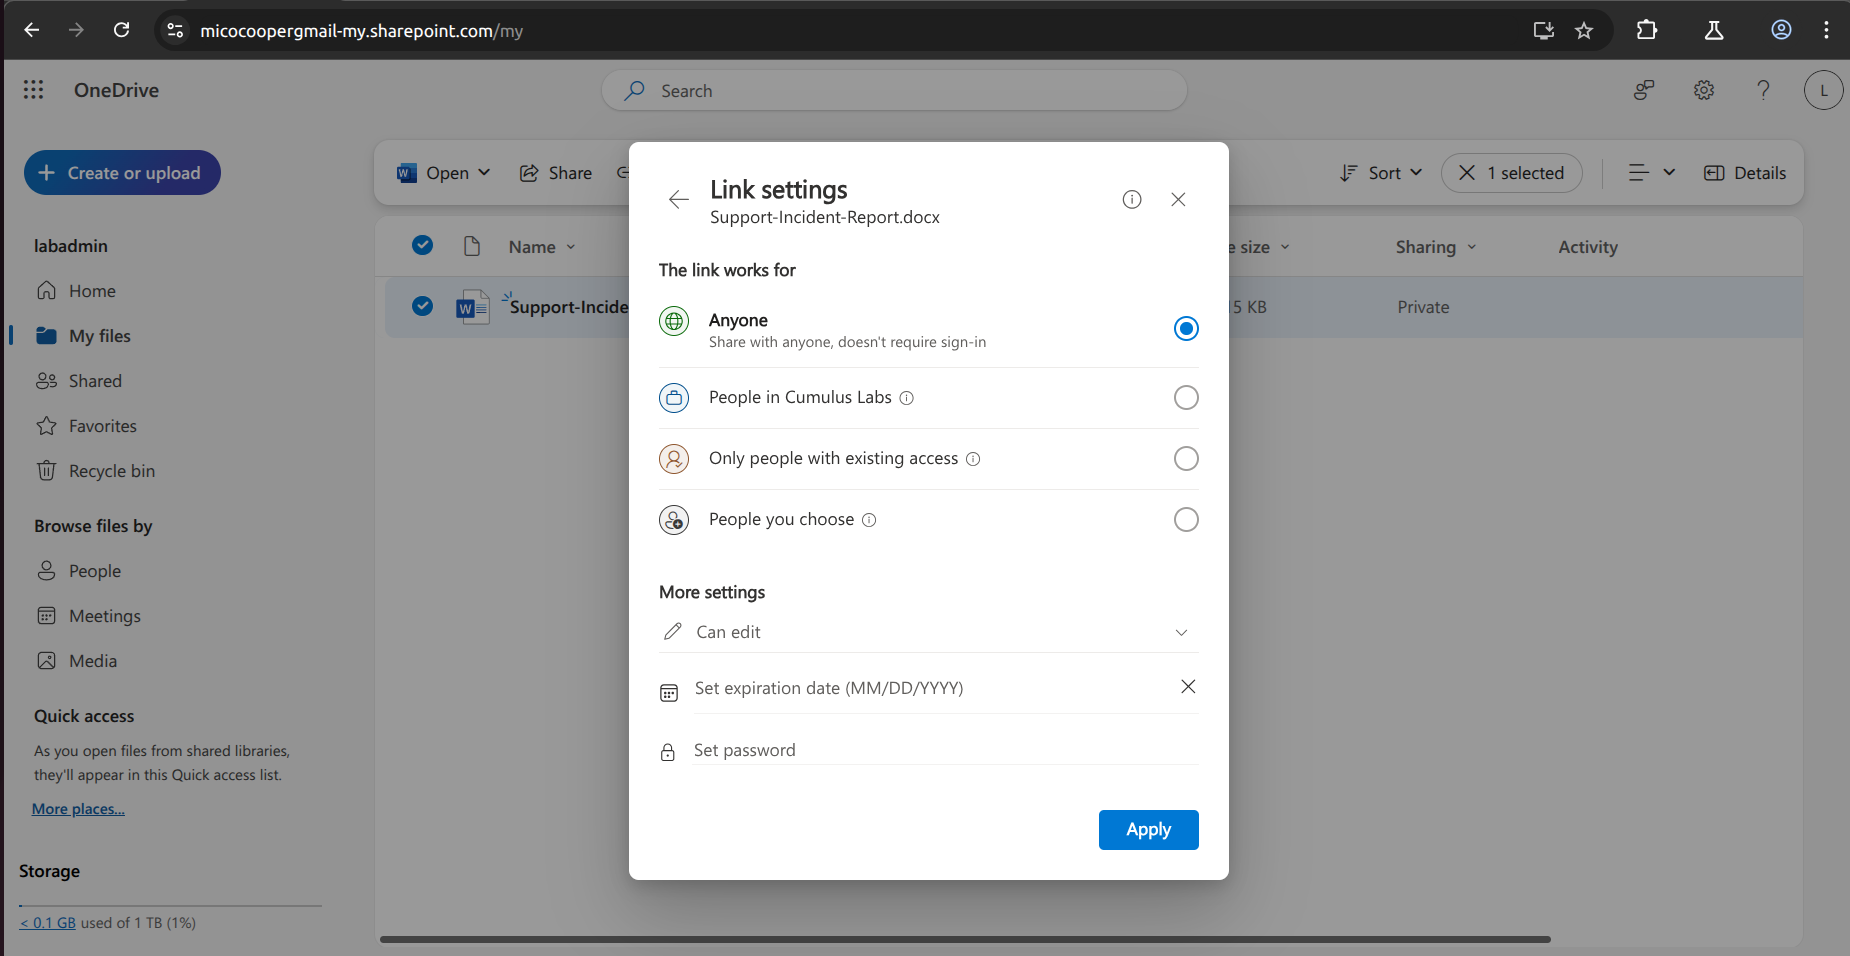 micocoopergmail-my.sharepoint.com/my
OneDrive
Search
L
Create or upload
Open
Share
Sort
1 selected
Details
Link settings
Support-Incident-Report.docx
labadmin
Home
My files
Shared
Favorites
Recycle bin
Browse files by
People
Meetings
Media
Quick access
As you open files from shared libraries,
they'll appear in this Quick access list.
More places...
Storage
< 0.1 GB used of 1 TB (1%)
Name
size
Sharing
Activity
Support-Incide
5 KB
Private
The link works for
Anyone
Share with anyone, doesn't require sign-in
People in Cumulus Labs
Only people with existing access
People you choose
More settings
Can edit
Set expiration date (MM/DD/YYYY)
Set password
Apply